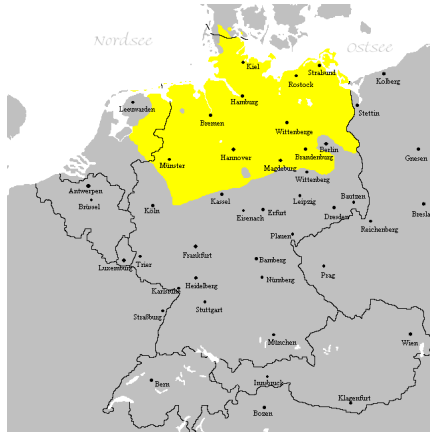 Nordsee
Ostsee
Kiel
Stralsund
Rostock
Kolberg
Leeuwarden
Hamburg
Stettin
Bremen
Wittenberge
Berlin
Hannover
Brandenburg
Gnesen
Münster
Magdeburg
Wittenberg
Antwerpen
Brüssel
Kassel
Leipzig
Bautzen
Köln
Eisenach
Erfurt
Dresden
Breslau
Reichenberg
Plauen
Frankfurt
Bamberg
Luxemburg
Trier
Prag
Heidelberg
Nürnberg
Karlsruhe
Stuttgart
Straßburg
München
Wien
Bern
Innsbruck
Klagenfurt
Bozen